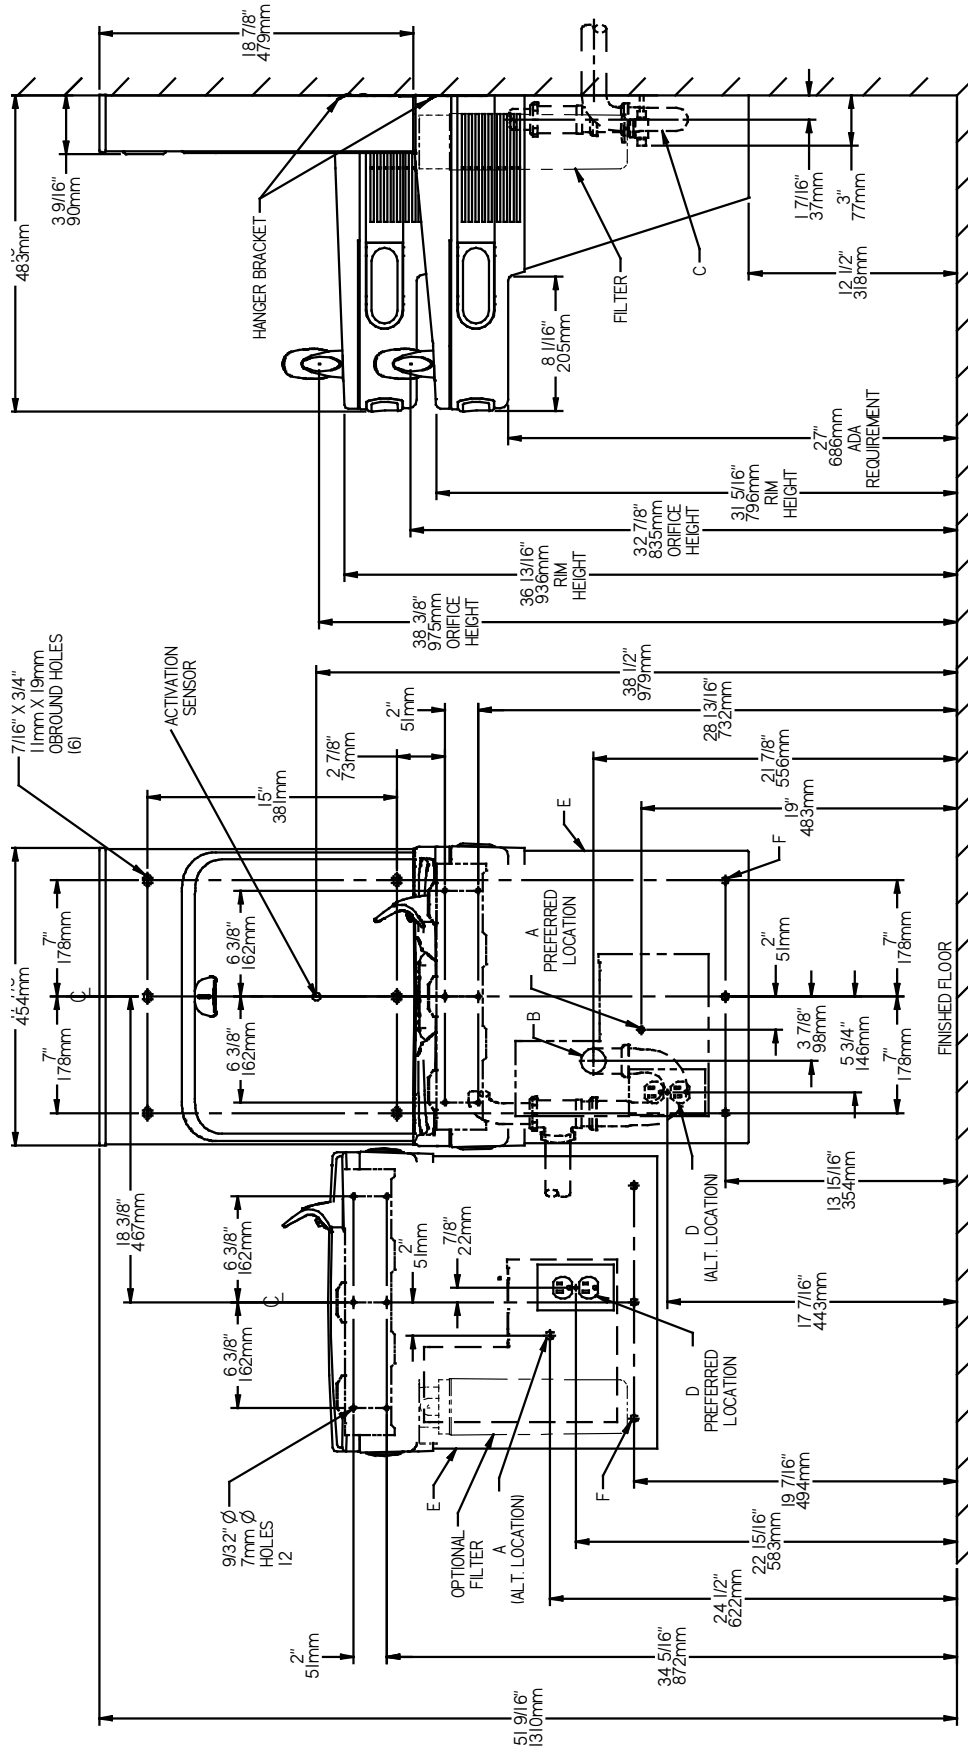 18 7/8"
479mm
3 9/16"
90mm
483mm
HANGER BRACKET
FILTER
C
1 7/16"
37mm
3"
77mm
12 1/2"
318mm
8 1/16"
205mm
27"
686mm
ADA
REQUIREMENT
31 5/16"
796mm
RIM
HEIGHT
32 7/8"
835mm
ORIFICE
HEIGHT
36 13/16"
936mm
RIM
HEIGHT
38 3/8"
975mm
ORIFICE
HEIGHT
7/16" X 3/4"
11mm X 19mm
OBROUND HOLES
(6)
ACTIVATION
SENSOR
15"
381mm
2 7/8"
73mm
2"
51mm
38 1/2"
979mm
28 13/16"
732mm
21 7/8"
556mm
19"
483mm
454mm
7"
178mm
7"
178mm
C L
6 3/8"
162mm
6 3/8"
162mm
E
F
A
PREFERRED
LOCATION
B
2"
51mm
3 7/8"
98mm
5 3/4"
146mm
7"
178mm
7"
178mm
FINISHED FLOOR
13 15/16"
354mm
D
(ALT. LOCATION)
17 7/16"
443mm
18 3/8"
467mm
6 3/8"
162mm
6 3/8"
162mm
C L
2"
51mm
7/8"
22mm
D
PREFERRED
LOCATION
9/32" Ø
7mm Ø
HOLES
12
E
OPTIONAL
FILTER
A
(ALT. LOCATION)
F
19 7/16"
494mm
22 15/16"
583mm
24 1/2"
622mm
2"
51mm
34 5/16"
872mm
51 9/16"
1310mm